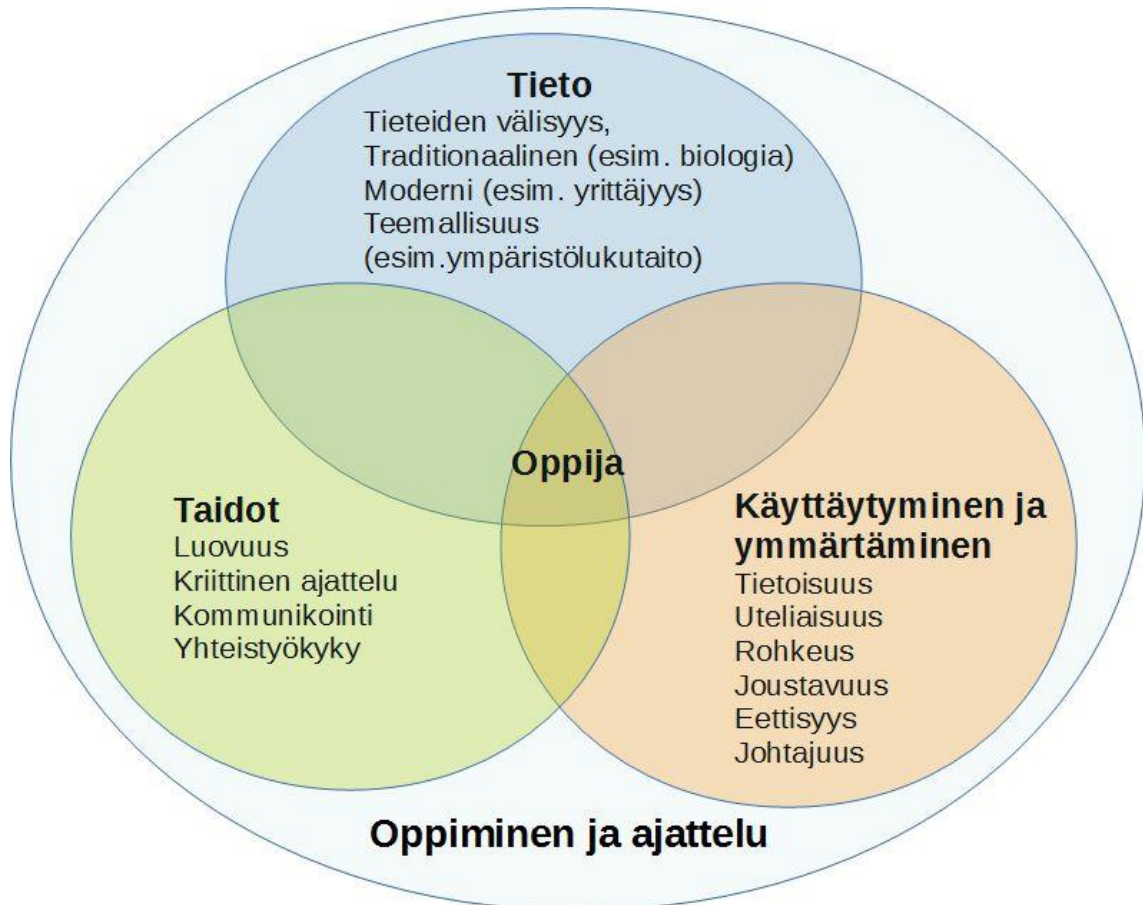 Tieto
Tieteiden välisyys,
Traditionaalinen (esim. biologia)
Moderni (esim. yrittäjyys)
Teemallisuus
(esim.ympäristölukutaito)
Oppija
Taidot
Luovuus
Kriittinen ajattelu
Kommunikointi
Yhteistyökyky
Käyttäytyminen ja
ymmärtäminen
Tietoisuus
Uteliaisuus
Rohkeus
Joustavuus
Eettisyys
Johtajuus
Oppiminen ja ajattelu